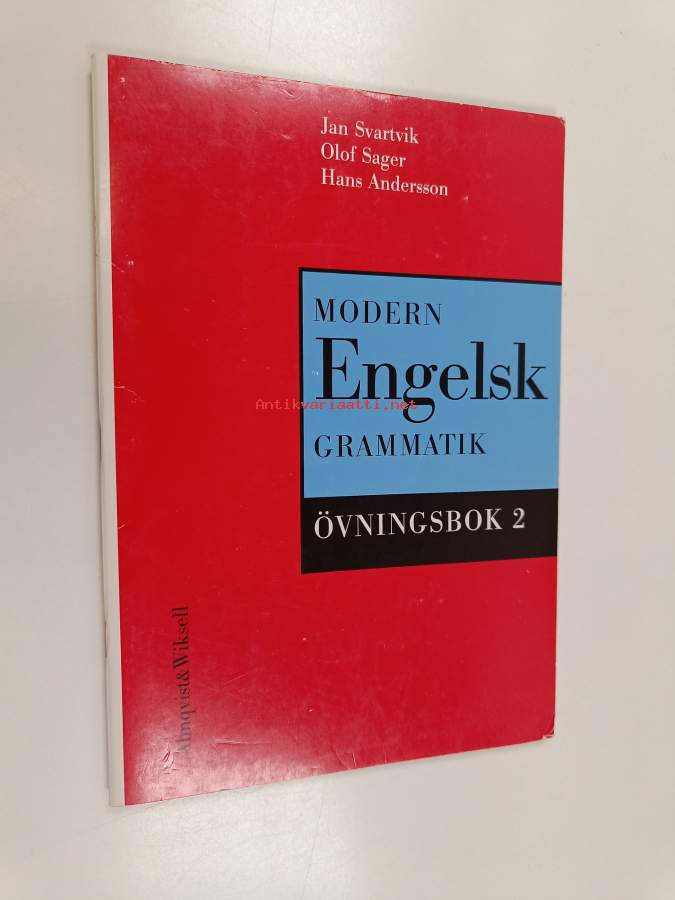 Jan Svartvik
Olof Sager
Hans Andersson
MODERN
Engelsk
Antikvariaatti.net
GRAMMATIK
ÖVNINGSBOK 2
Almqvist&Wiksell